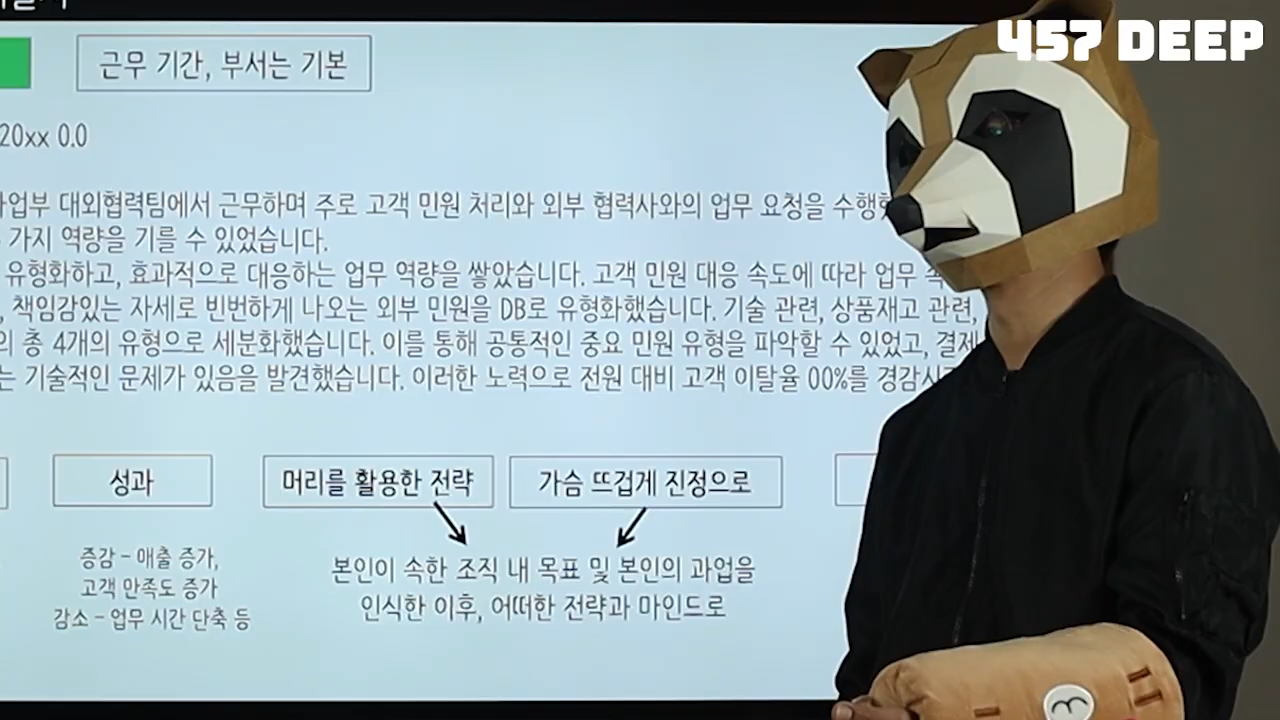 457 DEEP
근무 기간, 부서는 기본
20xx 0.0
사업부 대외협력팀에서 근무하며 주로 고객 민원 처리와 외부 협력사와의 업무 요청을 수행
가지 역량을 기를 수 있었습니다.
유형화하고, 효과적으로 대응하는 업무 역량을 쌓았습니다. 고객 민원 대응 속도에 따라 업무
, 책임감있는 자세로 빈번하게 나오는 외부 민원을 DB로 유형화했습니다. 기술 관련, 상품재고 관련,
의 총 4개의 유형으로 세분화했습니다. 이를 통해 공통적인 중요 민원 유형을 파악할 수 있었고, 결제
는 기술적인 문제가 있음을 발견했습니다. 이러한 노력으로 전원 대비 고객 이탈율 00%를 경감시
성과
머리를 활용한 전략
가슴 뜨겁게 진정으로
증감 - 매출 증가,
고객 만족도 증가
감소 - 업무 시간 단축 등
본인이 속한 조직 내 목표 및 본인의 과업을
인식한 이후, 어떠한 전략과 마인드로